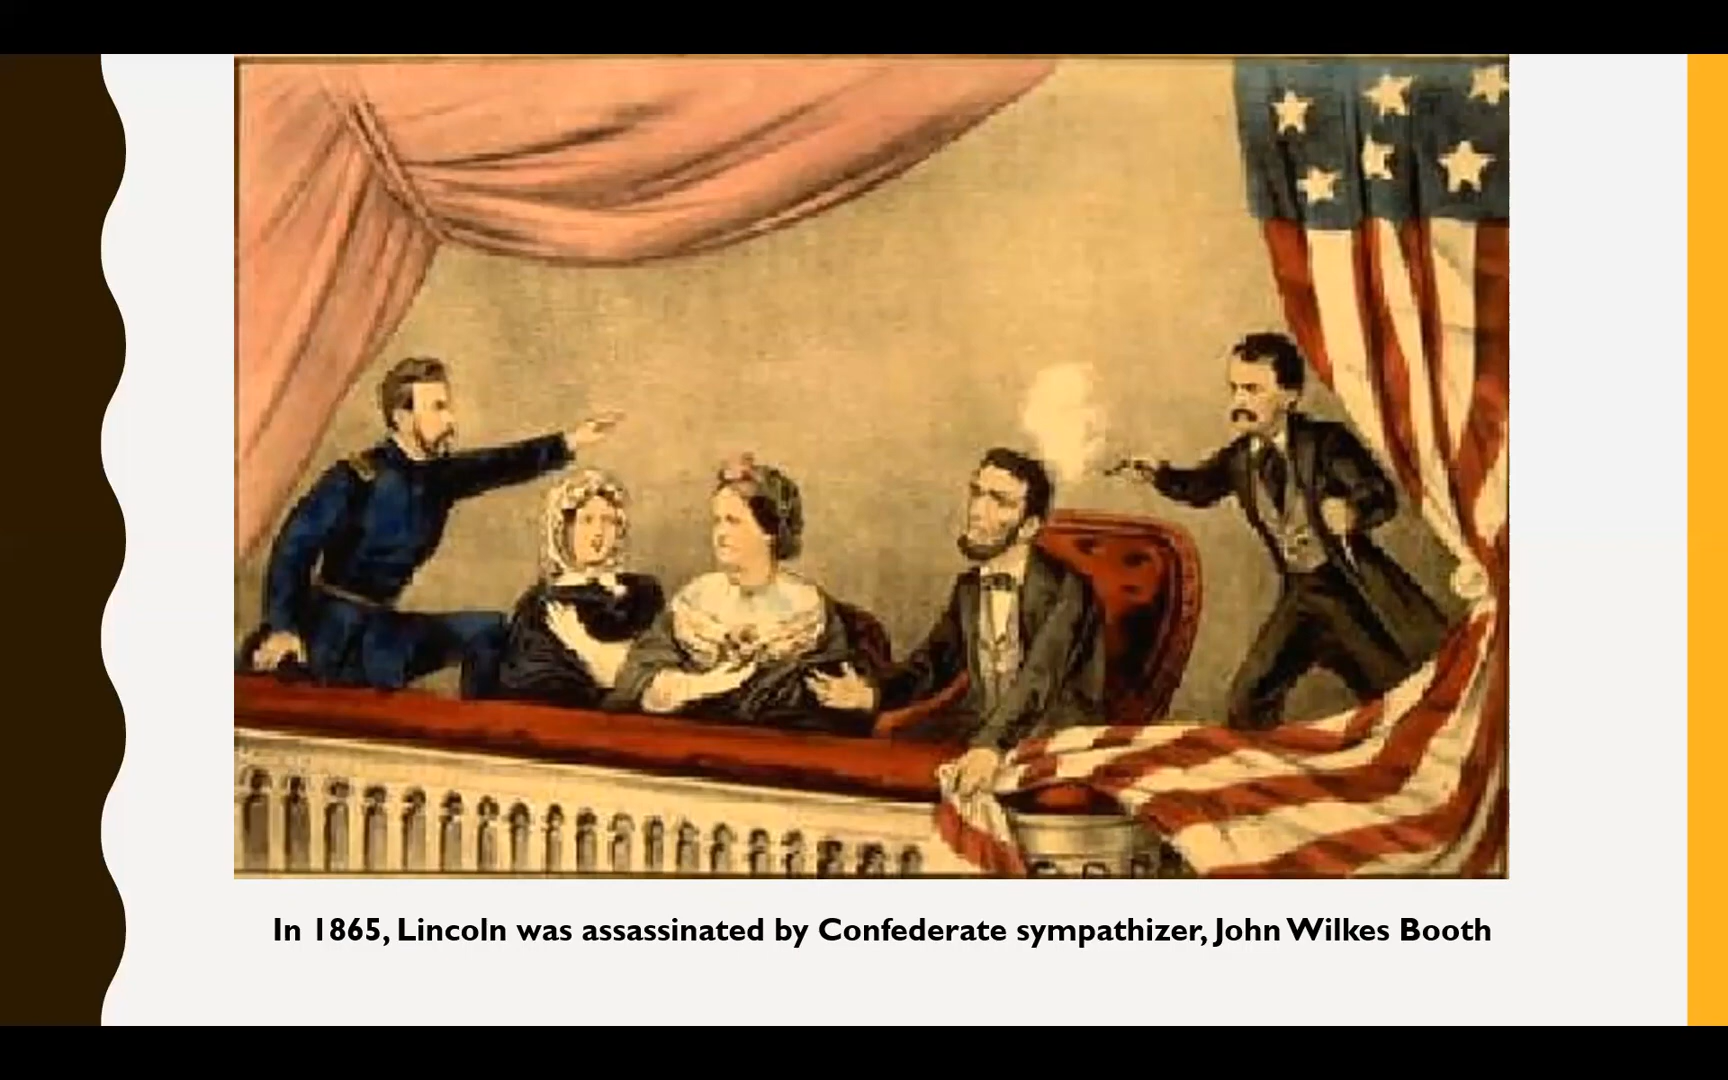 In 1865, Lincoln was assassinated by Confederate sympathizer, John Wilkes Booth